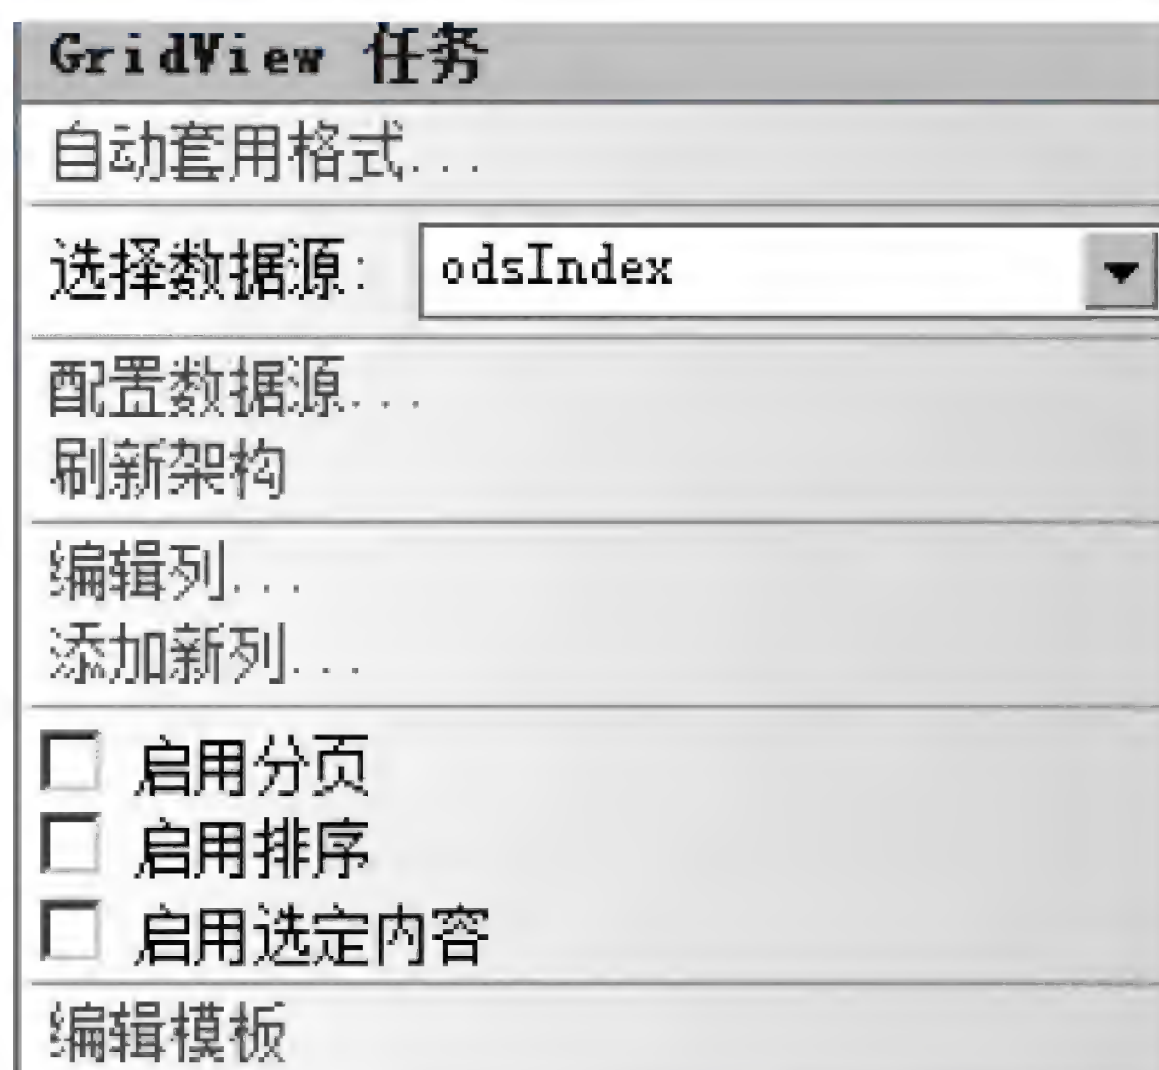 GridView 任务
自动套用格式...
选择数据源: odsIndex
配置数据源...
刷新架构
编辑列...
添加新列...
启用分页
启用排序
启用选定内容
编辑模板